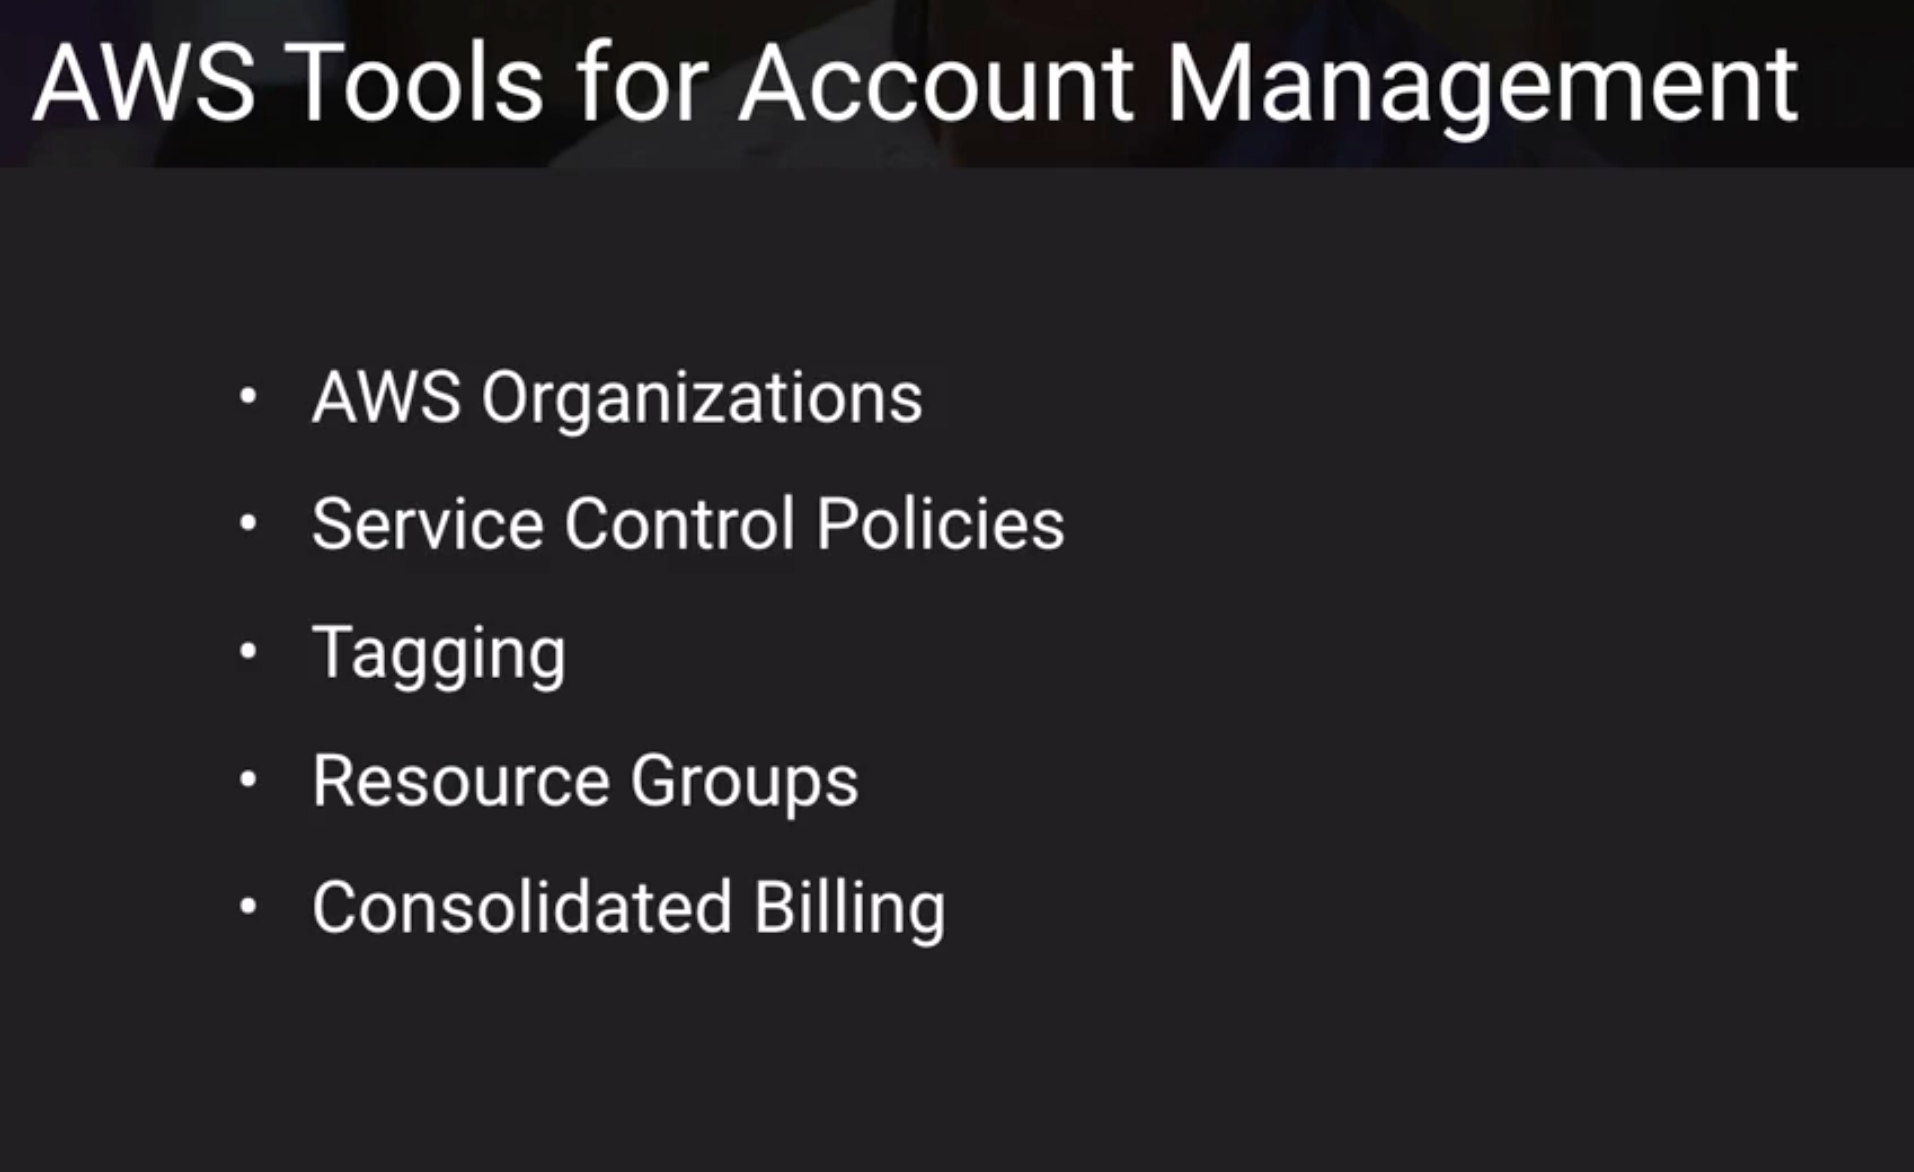 AWS Tools for Account Management
• AWS Organizations
• Service Control Policies
• Tagging
• Resource Groups
• Consolidated Billing